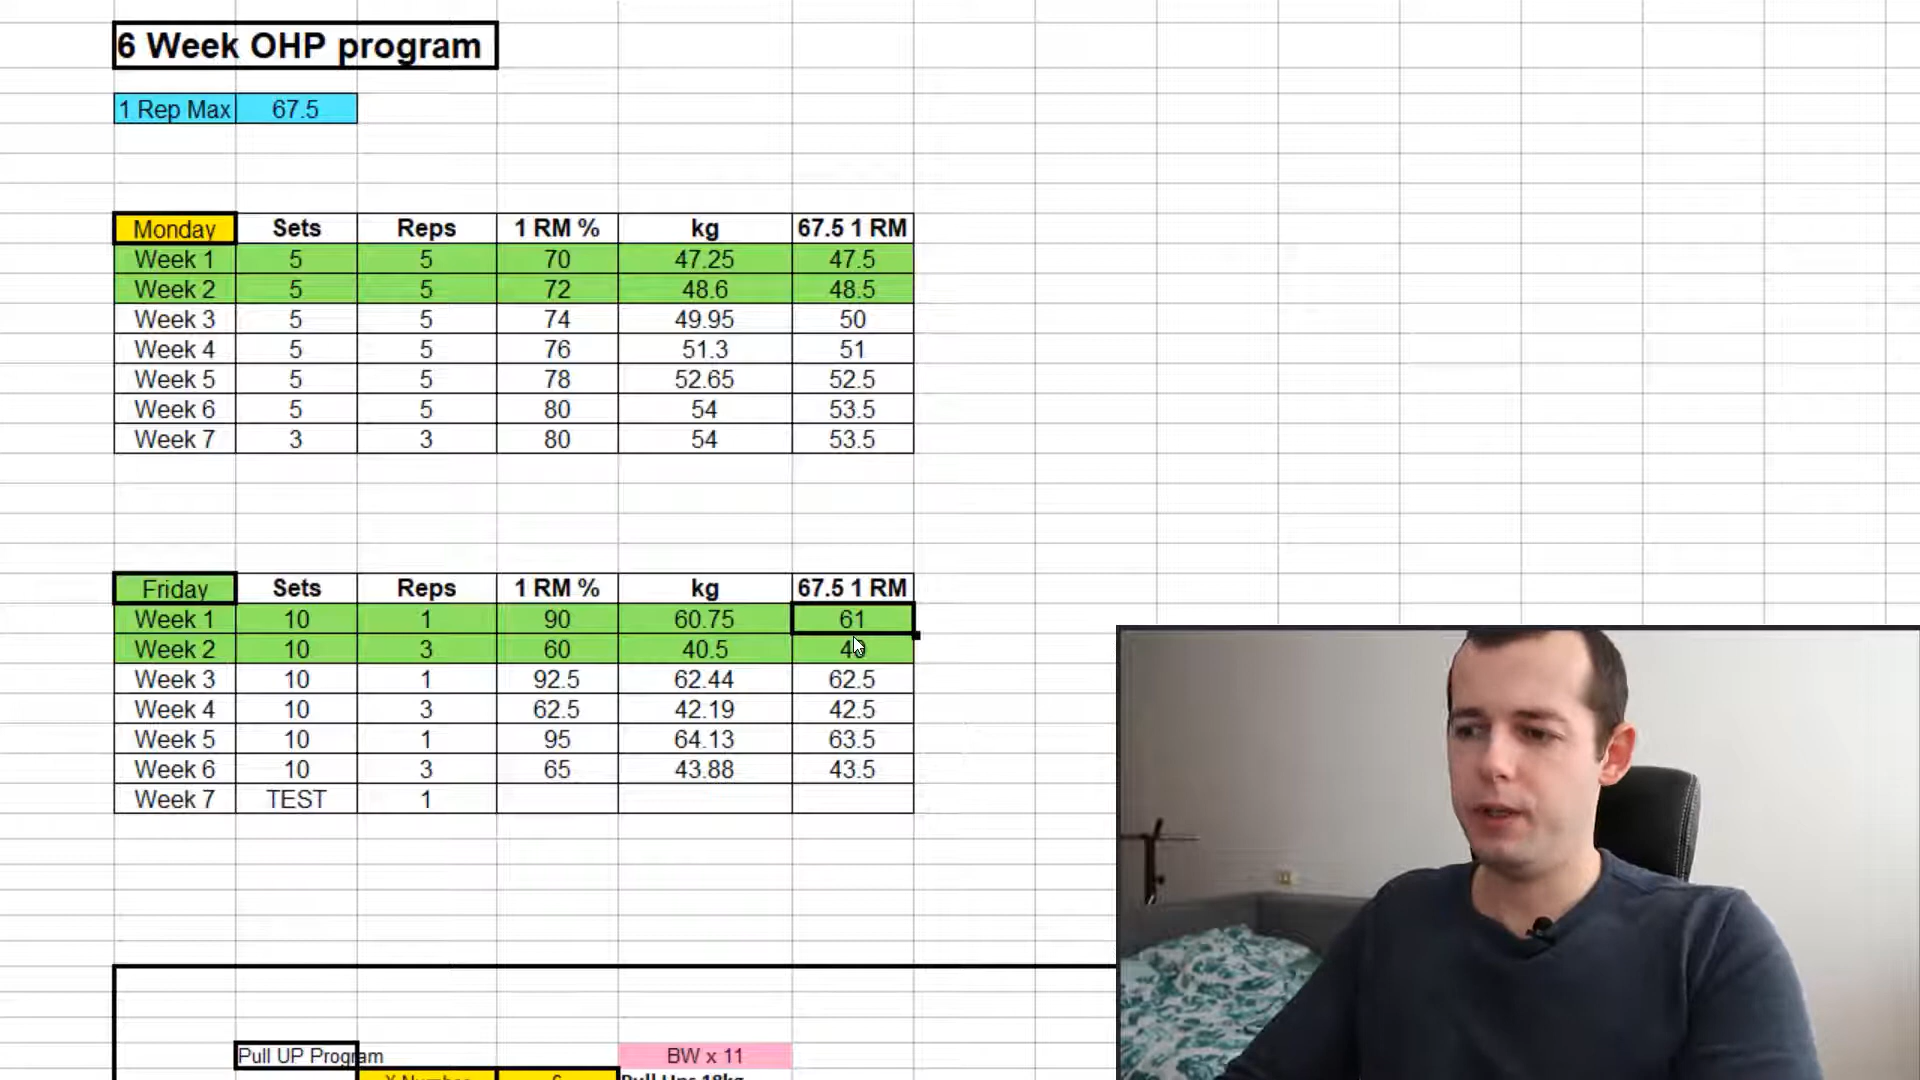 6 Week OHP program
1 Rep Max 67.5
Monday Sets Reps 1 RM % kg 67.5 1 RM
Week 1 5 5 70 47.25 47.5
Week 2 5 5 72 48.6 48.5
Week 3 5 5 74 49.95 50
Week 4 5 5 76 51.3 51
Week 5 5 5 78 52.65 52.5
Week 6 5 5 80 54 53.5
Week 7 3 3 80 54 53.5
Friday Sets Reps 1 RM % kg 67.5 1 RM
Week 1 10 1 90 60.75 61
Week 2 10 3 60 40.5
Week 3 10 1 92.5 62.44 62.5
Week 4 10 3 62.5 42.19 42.5
Week 5 10 1 95 64.13 63.5
Week 6 10 3 65 43.88 43.5
Week 7 TEST 1
Pull UP Program BW x 11